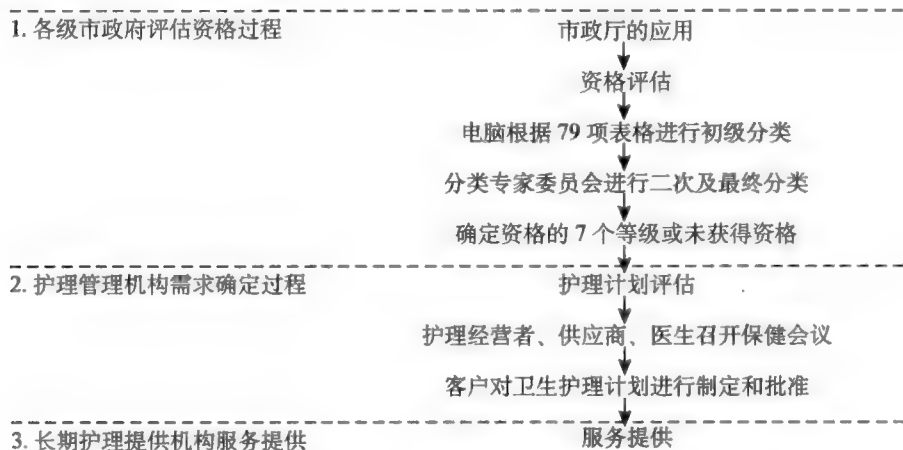 1. 各级市政府评估资格过程
市政厅的应用
资格评估
电脑根据 79 项表格进行初级分类
分类专家委员会进行二次及最终分类
确定资格的 7 个等级或未获得资格
2. 护理管理机构需求确定过程
护理计划评估
护理经营者、供应商、医生召开保健会议
客户对卫生护理计划进行制定和批准
3. 长期护理提供机构服务提供
服务提供